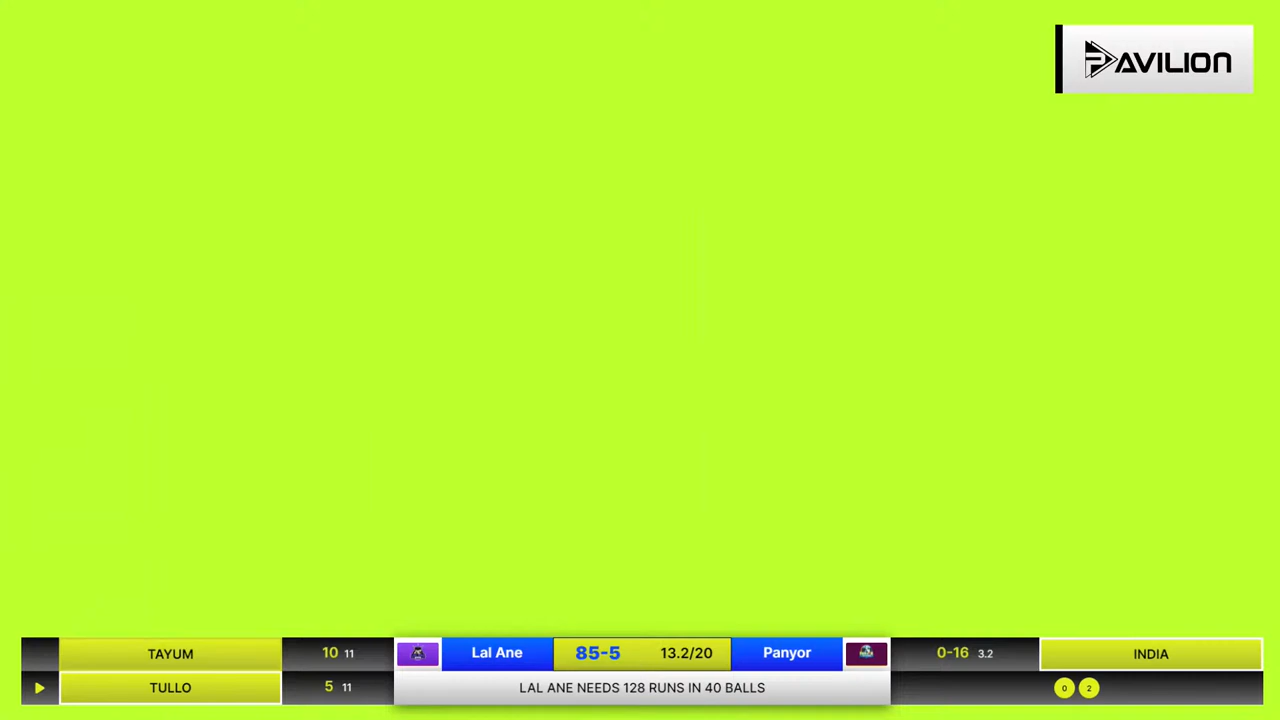 PAVILION
TAYUM 10 11
Lal Ane 85-5 13.2/20 Panyor
0-16 3.2 INDIA
TULLO 5 11
LAL ANE NEEDS 128 RUNS IN 40 BALLS
0 2